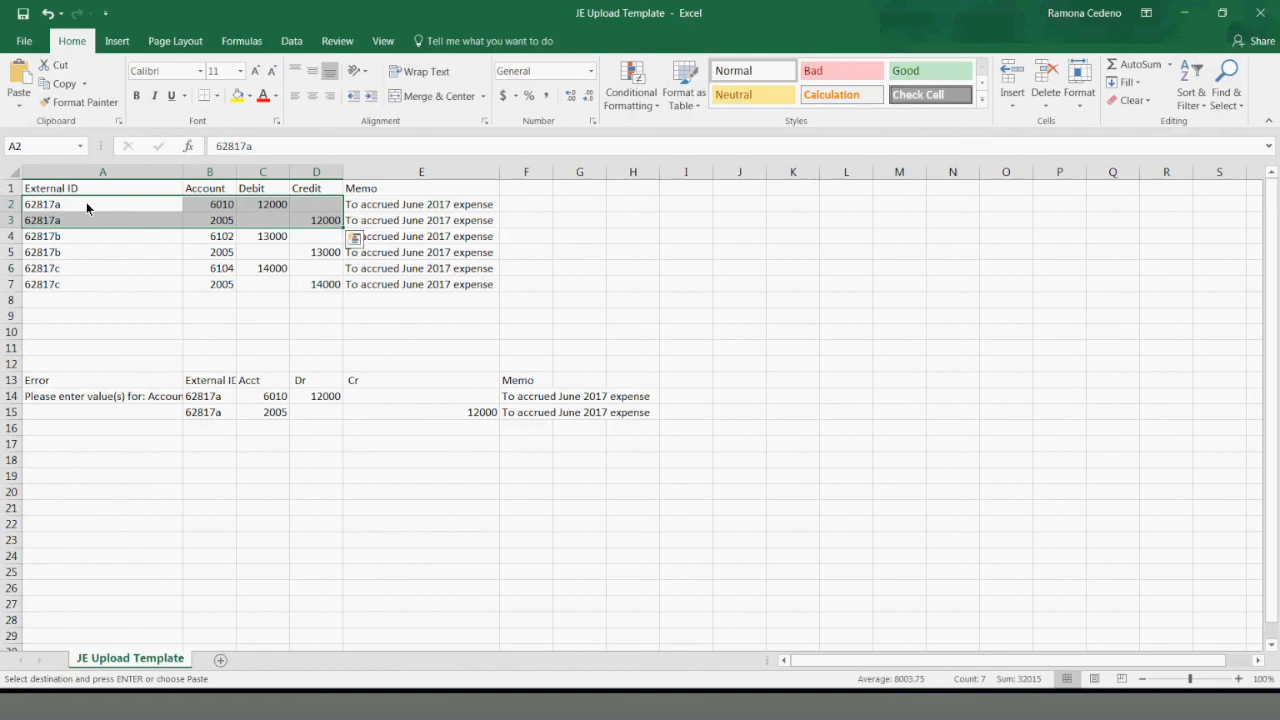 JE Upload Template - Excel
Ramona Cedeno
File Home Insert Page Layout Formulas Data Review View Tell me what you want to do Share
Paste Cut Copy Format Painter
Calibri 11 A A Wrap Text General
B I U A Merge & Center $ % , 
Conditional Formatting Format as Table
Normal Bad Good
Neutral Calculation Check Cell
Insert Delete Format
AutoSum Fill Clear
Sort & Filter Find & Select
Clipboard Font Alignment Number Styles Cells Editing
A2 fx 62817a
A B C D E F G H I J K L M N O P Q R S
1 External ID Account Debit Credit Memo
2 62817a 6010 12000 To accrued June 2017 expense
3 62817a 2005 12000 To accrued June 2017 expense
4 62817b 6102 13000 accrued June 2017 expense
5 62817b 2005 13000 To accrued June 2017 expense
6 62817c 6104 14000 To accrued June 2017 expense
7 62817c 2005 14000 To accrued June 2017 expense
8
9
10
11
12
13 Error External ID Acct Dr Cr Memo
14 Please enter value(s) for: Accoun 62817a 6010 12000 To accrued June 2017 expense
15 62817a 2005 12000 To accrued June 2017 expense
16
17
18
19
20
21
22
23
24
25
26
27
28
29
JE Upload Template
Select destination and press ENTER or choose Paste Average: 8003.75 Count: 7 Sum: 32015 100%